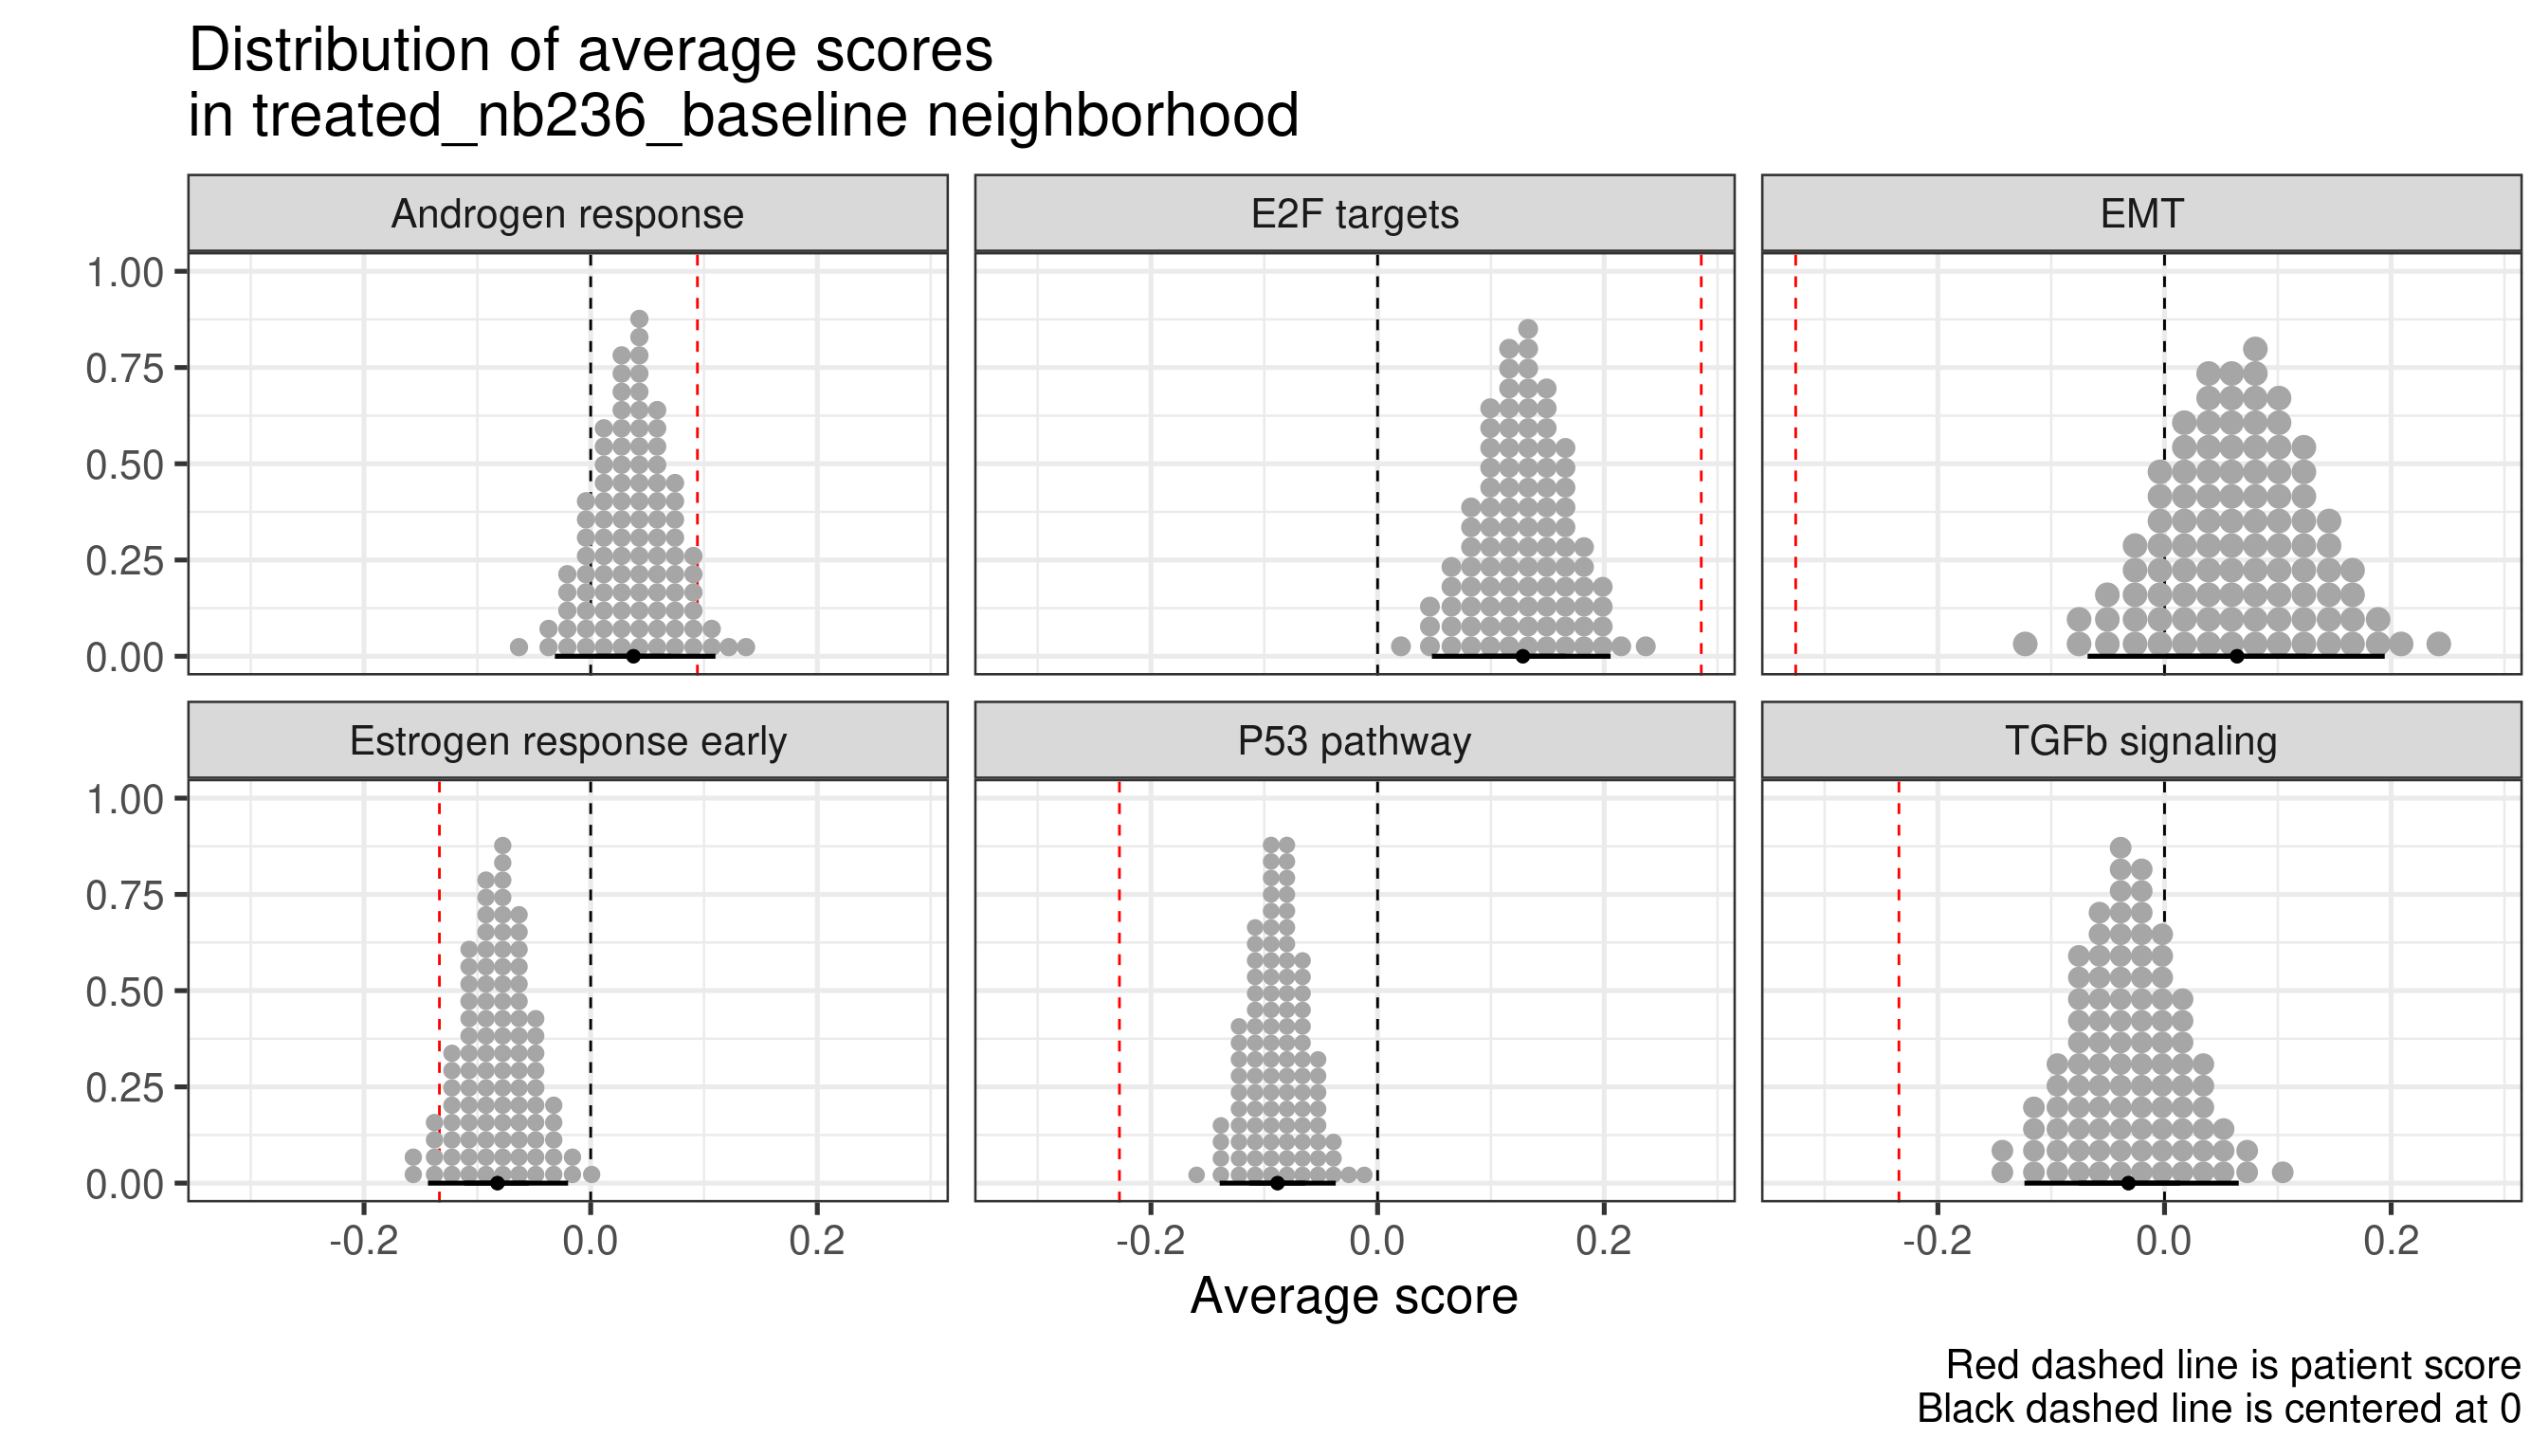 Distribution of average scores
in treated_nb236_baseline neighborhood
Androgen response
E2F targets
EMT
1.00
0.75
0.50
0.25
0.00
Estrogen response early
P53 pathway
TGFb signaling
1.00
0.75
0.50
0.25
0.00
-0.2 0.0 0.2
-0.2 0.0 0.2
-0.2 0.0 0.2
Average score
Red dashed line is patient score
Black dashed line is centered at 0